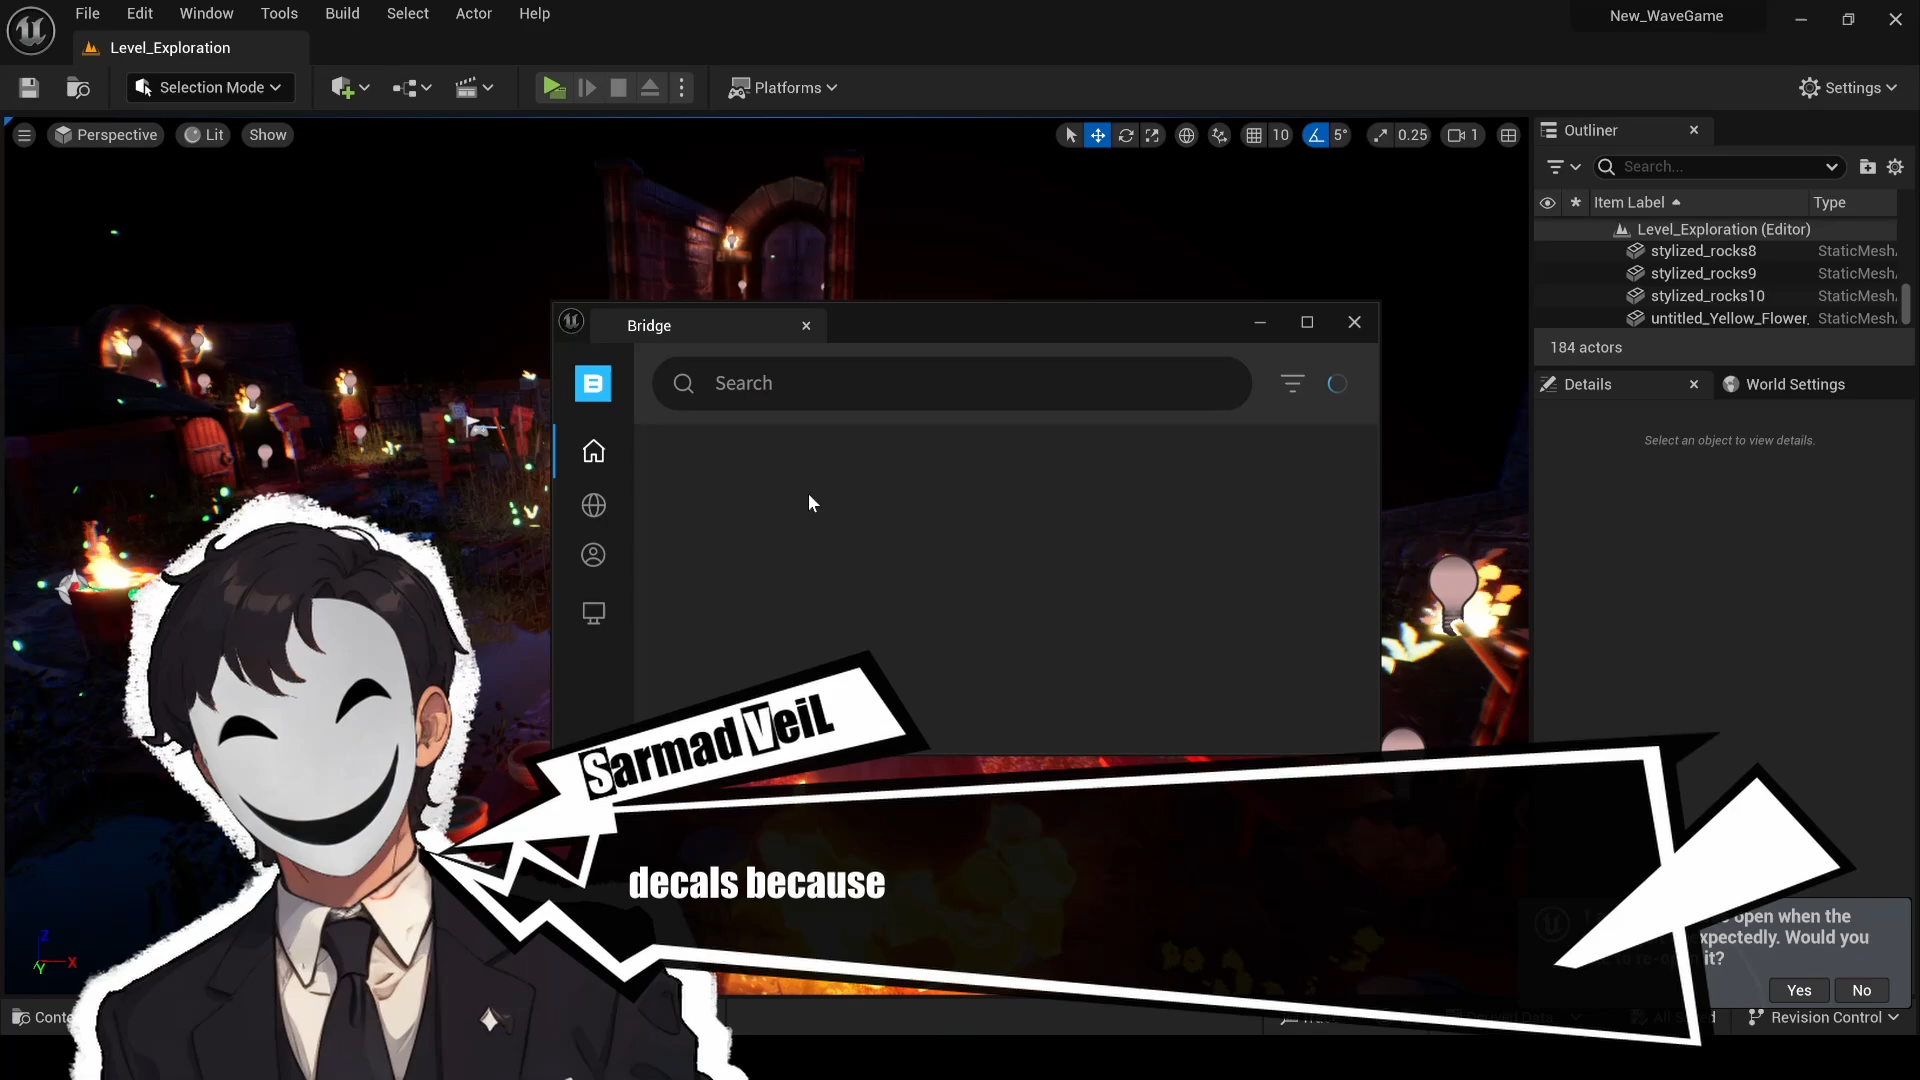 File Edit Window Tools Build Select Actor Help
New_WaveGame
Level_Exploration
Selection Mode
Platforms
Settings
Perspective
Lit
Show
10
5°
0.25
1
Outliner
Search...
Item Label
Type
Level_Exploration (Editor)
stylized_rocks8 StaticMesh
stylized_rocks9 StaticMesh
stylized_rocks10 StaticMesh
untitled_Yellow_Flower StaticMesh
184 actors
Details
World Settings
Select an object to view details.
Bridge
Search
Sarmad VeiL
decals because
open when the
xpectedly. Would you
it?
Yes
No
Conte
Revision Control
Z
X
Y